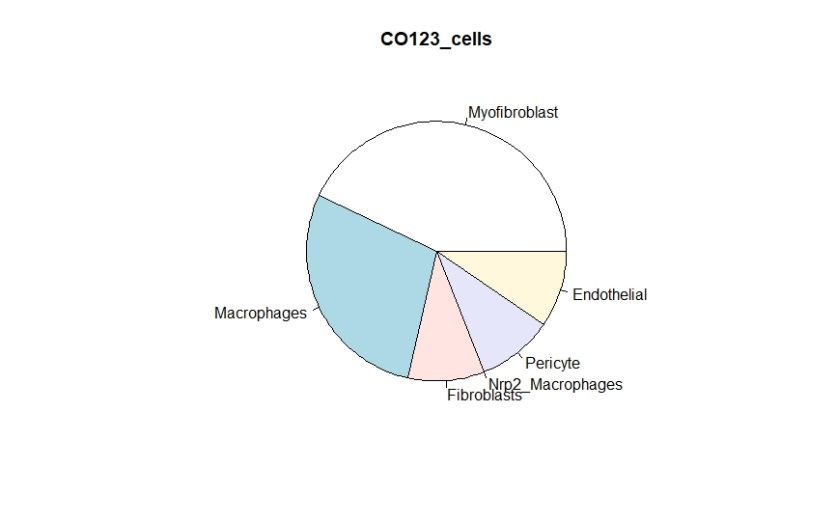 CO123_cells
Myofibroblast
Macrophages
Endothelial
Pericyte
Nrp2_Macrophages
Fibroblasts